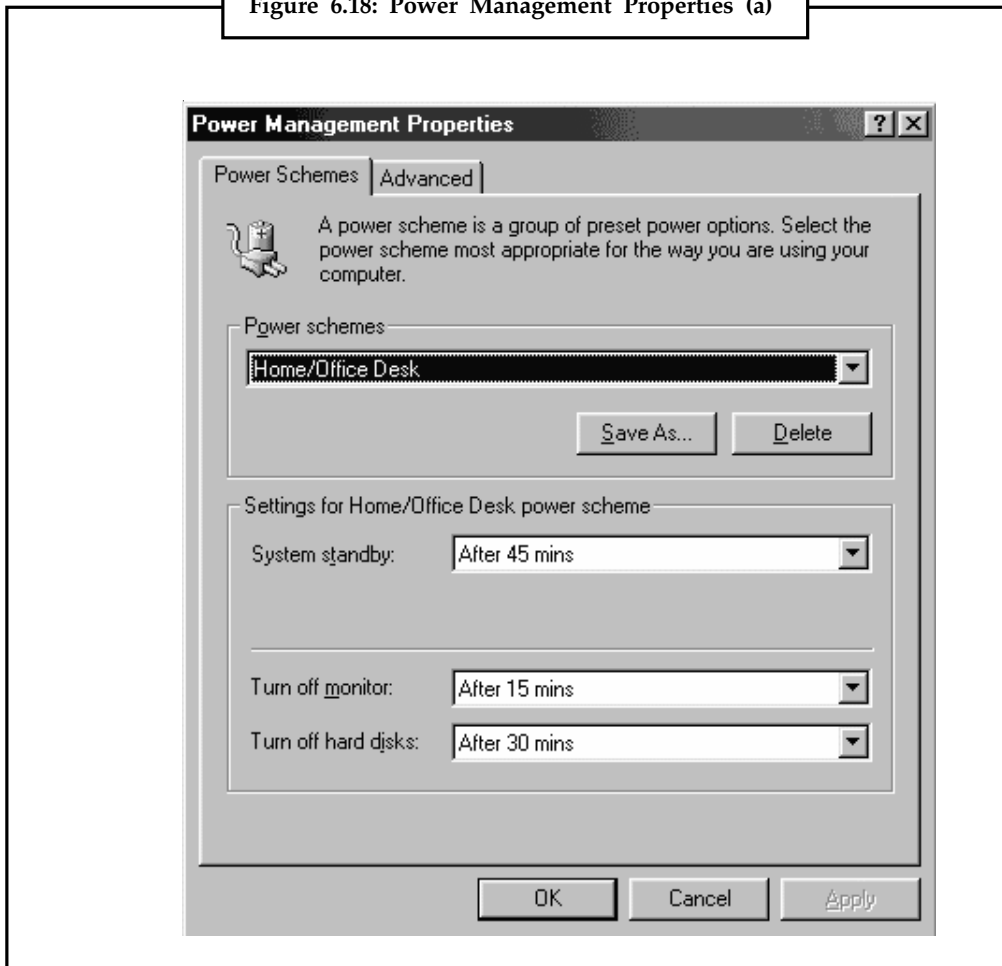 Figure 6.18: Power Management Properties (a)
Power Management Properties
Power Schemes Advanced
A power scheme is a group of preset power options. Select the
power scheme most appropriate for the way you are using your
computer.
Power schemes
Home/Office Desk
Save As... Delete
Settings for Home/Office Desk power scheme
System standby: After 45 mins
Turn off monitor: After 15 mins
Turn off hard disks: After 30 mins
OK Cancel Apply